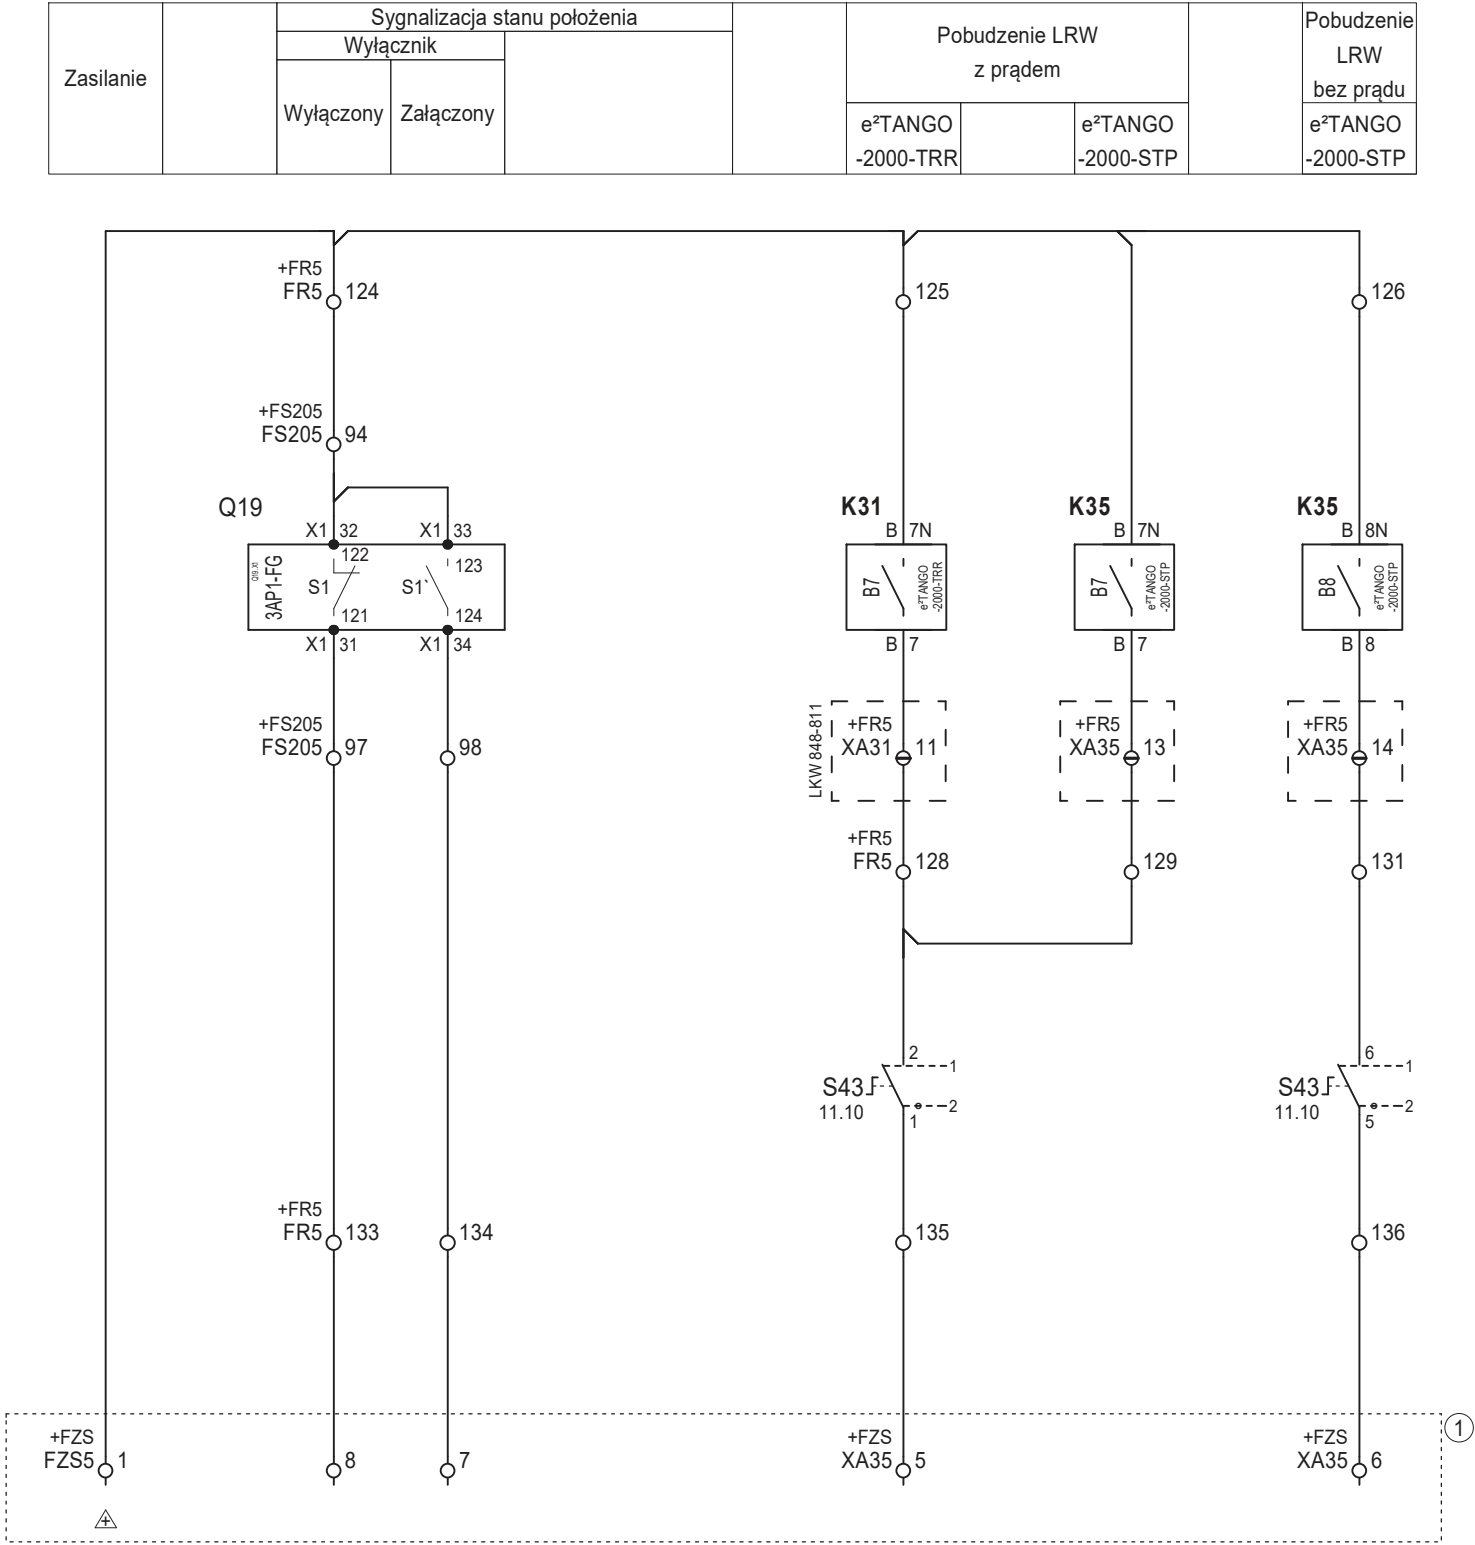 Zasilanie
Sygnalizacja stanu położenia
Wyłącznik
Wyłączony
Załączony
Pobudzenie LRW
z prądem
e²TANGO
-2000-TRR
e²TANGO
-2000-STP
Pobudzenie
LRW
bez prądu
e²TANGO
-2000-STP
+FR5
FR5 124
125
126
+FS205
FS205 94
Q19
X1 32
X1 33
Q19.X1
3AP1-FG
S1
122
121
S1`
123
124
X1 31
X1 34
K31
B 7N
B7
e²TANGO
-2000-TRR
B 7
K35
B 7N
B7
e²TANGO
-2000-STP
B 7
K35
B 8N
B8
e²TANGO
-2000-STP
B 8
+FS205
FS205 97
98
LKW 848-811
+FR5
XA31 11
+FR5
XA35 13
+FR5
XA35 14
+FR5
FR5 128
129
131
2
1
S43
11.10
2
1
6
1
S43
11.10
2
5
+FR5
FR5 133
134
135
136
1
+FZS
FZS5 1
8
7
+FZS
XA35 5
+FZS
XA35 6
+